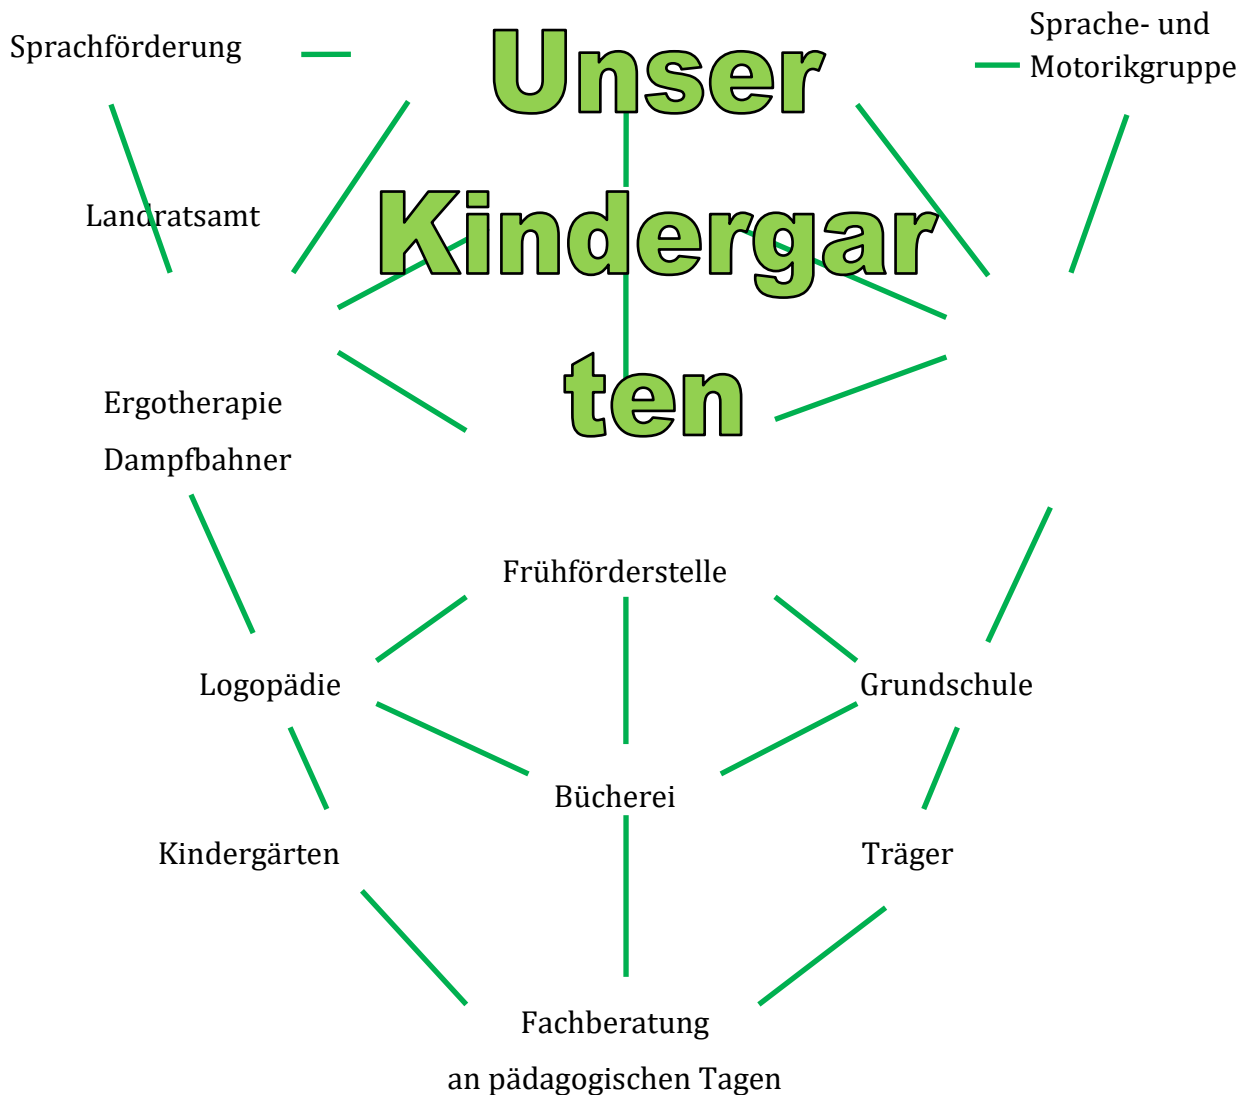 Sprachförderung
Unser
Sprache- und
Motorikgruppe
Landratsamt
Kindergar
ten
Ergotherapie
Dampfbahner
Frühförderstelle
Logopädie
Grundschule
Bücherei
Kindergärten
Träger
Fachberatung
an pädagogischen Tagen